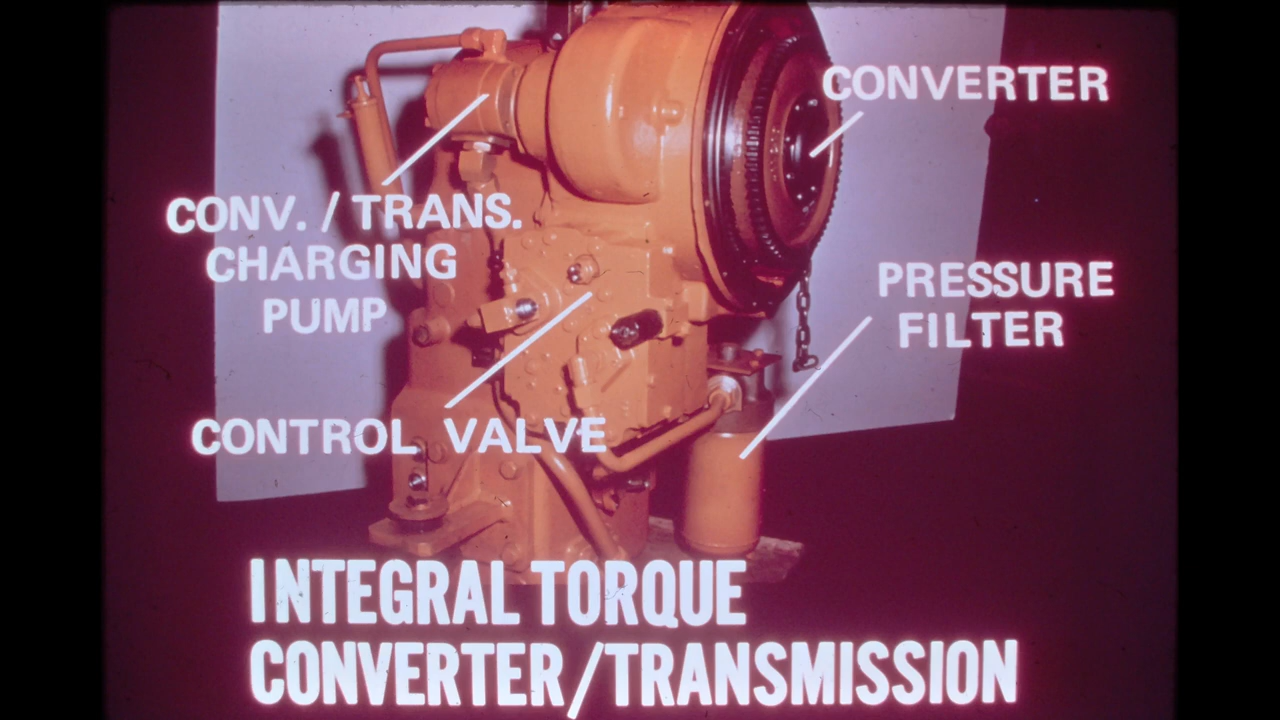 CONVERTER
CONV. / TRANS.
CHARGING
PUMP
PRESSURE
FILTER
CONTROL VALVE
INTEGRAL TORQUE
CONVERTER/TRANSMISSION